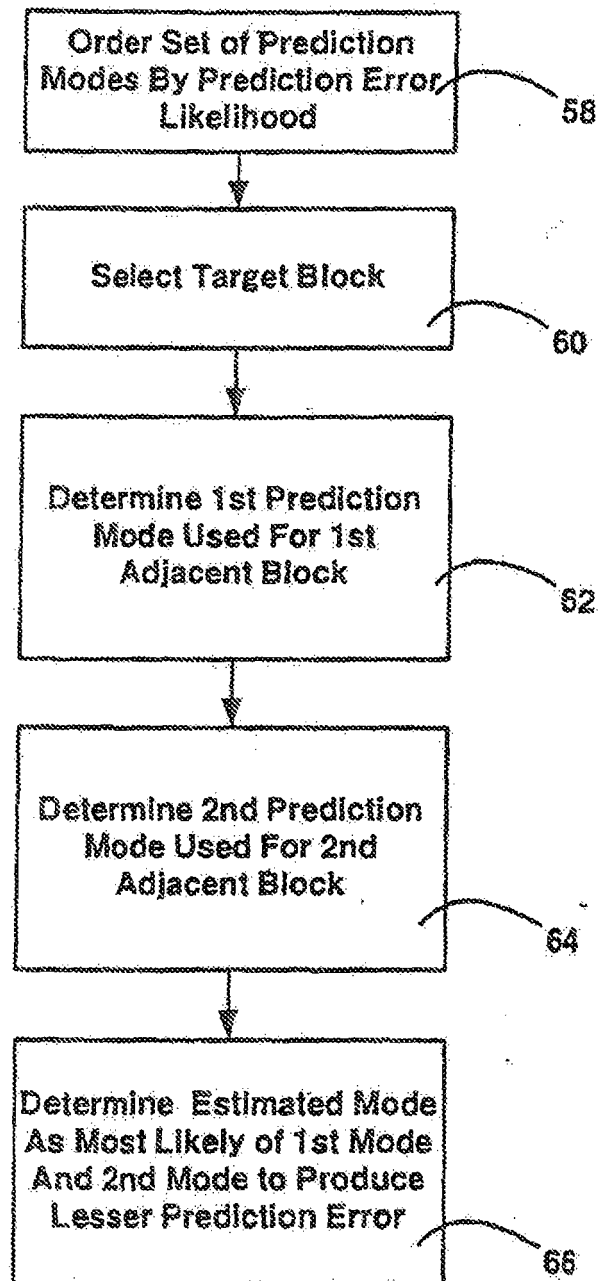 Order Set of Prediction
Modes By Prediction Error
Likelihood
58
Select Target Block
60
Determine 1st Prediction
Mode Used For 1st
Adjacent Block
62
Determine 2nd Prediction
Mode Used For 2nd
Adjacent Block
64
Determine Estimated Mode
As Most Likely of 1st Mode
And 2nd Mode to Produce
Lesser Prediction Error
66